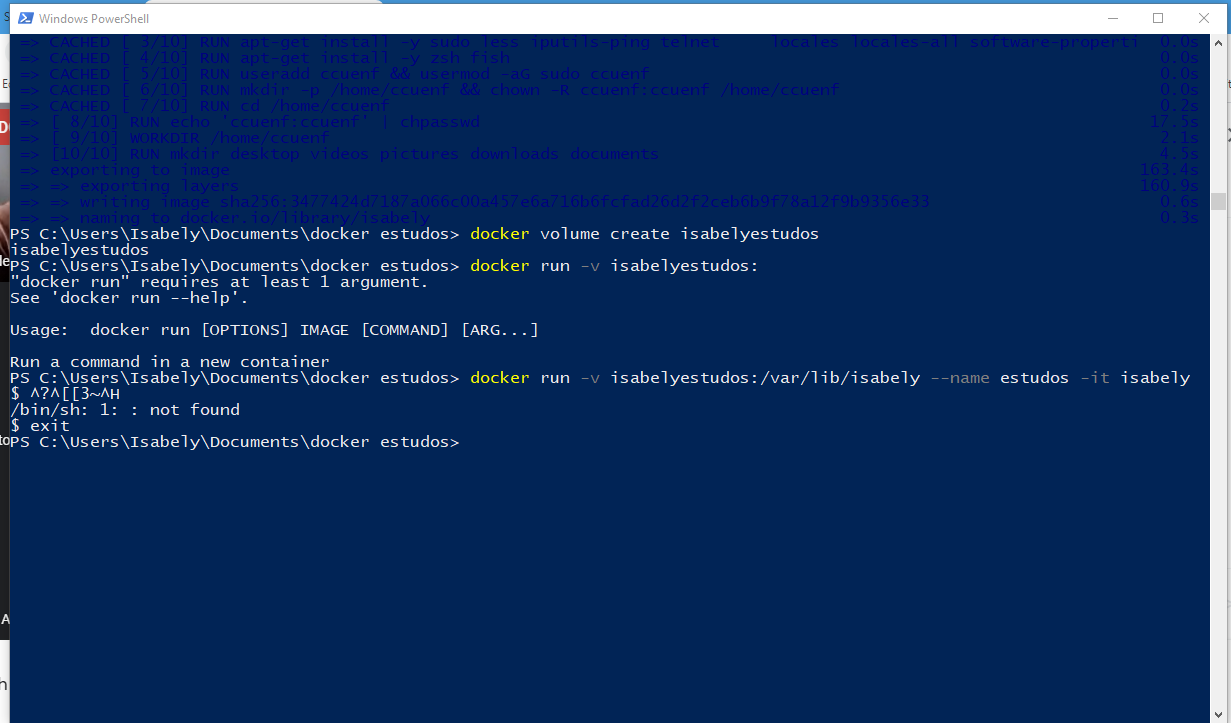 Windows PowerShell
=> CACHED [ 3/10] RUN apt-get install -y sudo less iputils-ping telnet     locales locales-all software-properti  0.0s
=> CACHED [ 4/10] RUN apt-get install -y zsh fish  0.0s
=> CACHED [ 5/10] RUN useradd ccuenf && usermod -aG sudo ccuenf  0.0s
=> CACHED [ 6/10] RUN mkdir -p /home/ccuenf && chown -R ccuenf:ccuenf /home/ccuenf  0.0s
=> CACHED [ 7/10] RUN cd /home/ccuenf  0.2s
=> [ 8/10] RUN echo 'ccuenf:ccuenf' | chpasswd  17.5s
=> [ 9/10] WORKDIR /home/ccuenf  2.1s
=> [10/10] RUN mkdir desktop videos pictures downloads documents  4.5s
=> exporting to image  163.4s
=> => exporting layers  160.9s
=> => writing image sha256:3477424d7187a066c00a457e6a716b6fcfad26d2f2ceb6b9f78a12f9b9356e33  0.6s
=> => naming to docker.io/library/isabely  0.3s
PS C:\Users\Isabely\Documents\docker estudos> docker volume create isabelyestudos
isabelyestudos
PS C:\Users\Isabely\Documents\docker estudos> docker run -v isabelyestudos:
"docker run" requires at least 1 argument.
See 'docker run --help'.
Usage:  docker run [OPTIONS] IMAGE [COMMAND] [ARG...]
Run a command in a new container
PS C:\Users\Isabely\Documents\docker estudos> docker run -v isabelyestudos:/var/lib/isabely --name estudos -it isabely
$ ^?^[[3~^H
/bin/sh: 1: : not found
$ exit
PS C:\Users\Isabely\Documents\docker estudos>